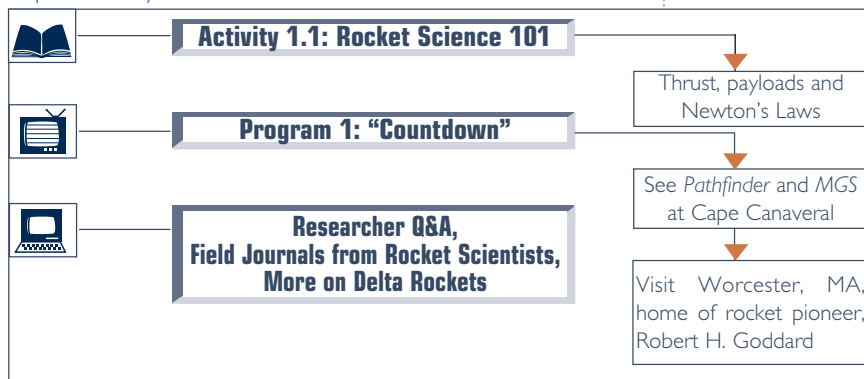 Activity 1.1: Rocket Science 101
Thrust, payloads and
Newton's Laws
Program 1: "Countdown"
See Pathfinder and MGS
at Cape Canaveral
Researcher Q&A,
Field Journals from Rocket Scientists,
More on Delta Rockets
Visit Worcester, MA,
home of rocket pioneer,
Robert H. Goddard